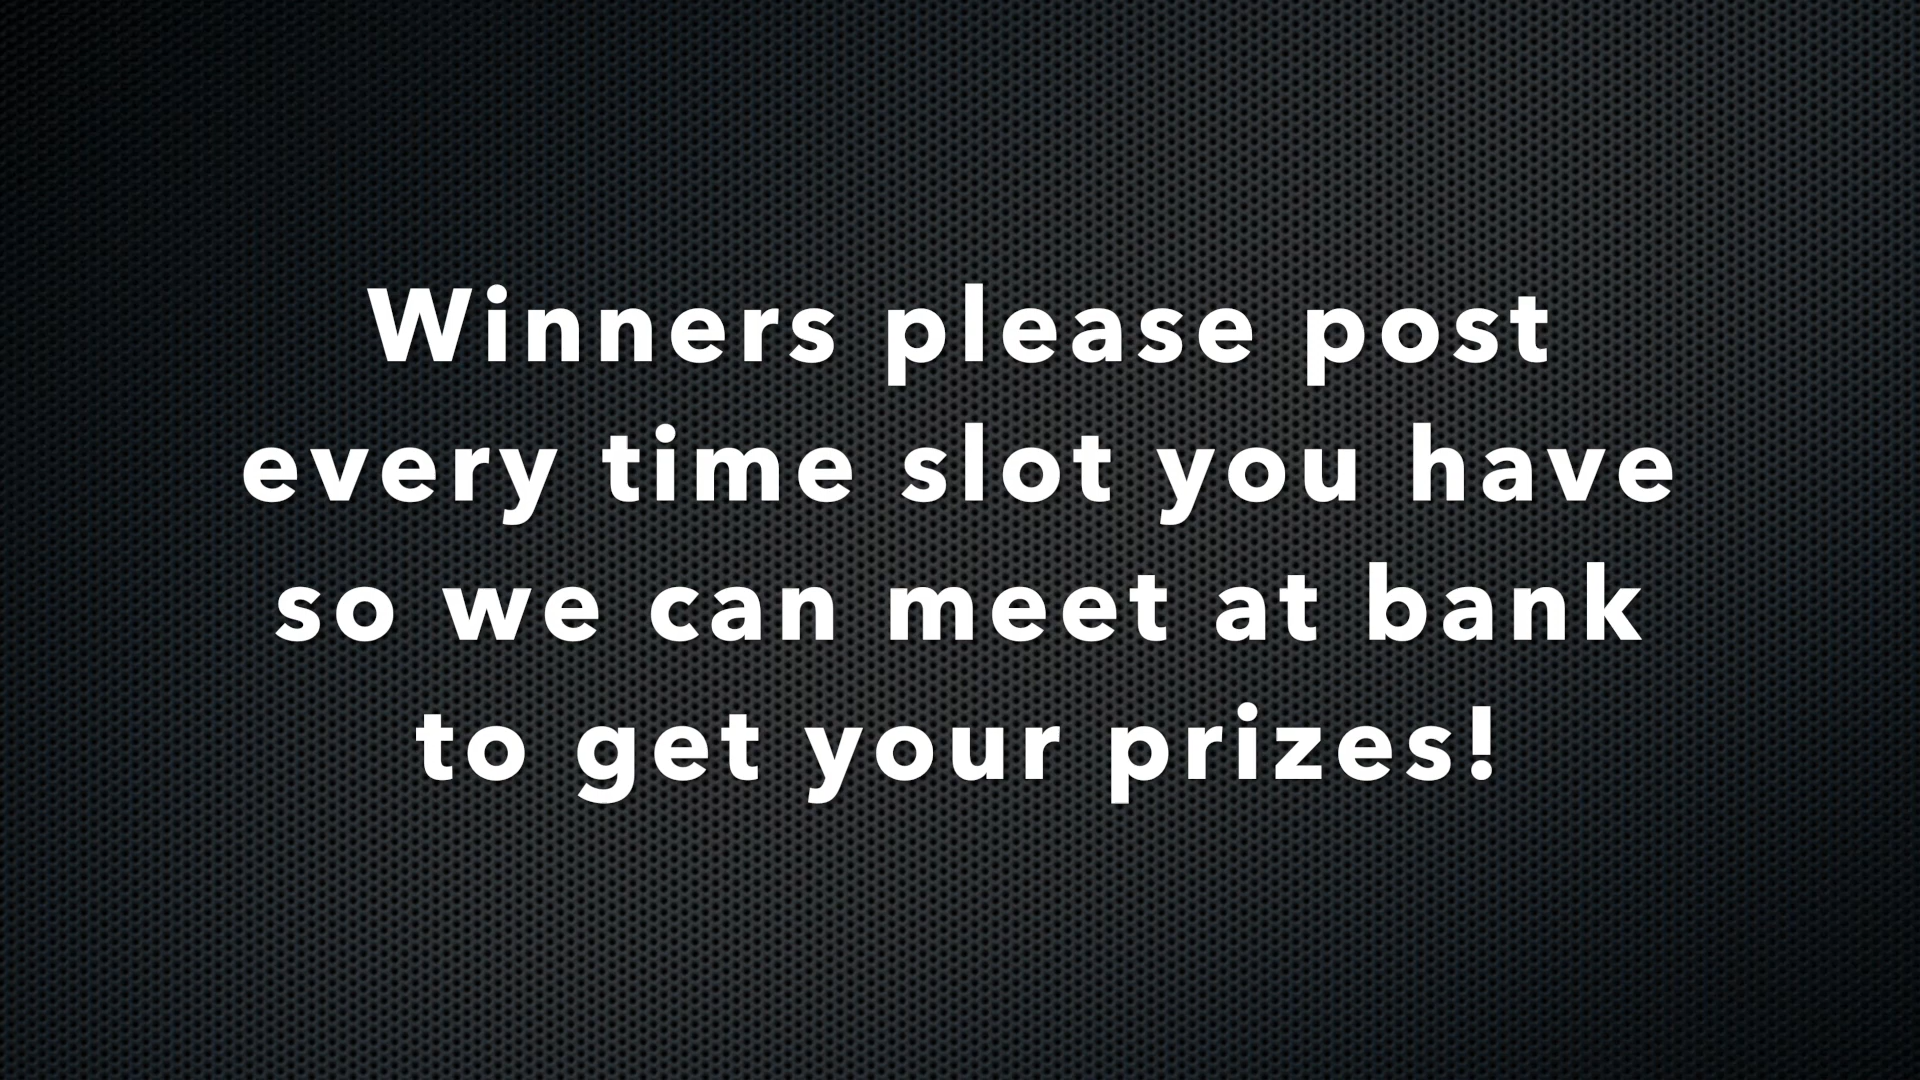 Winners please post
every time slot you have
so we can meet at bank
to get your prizes!